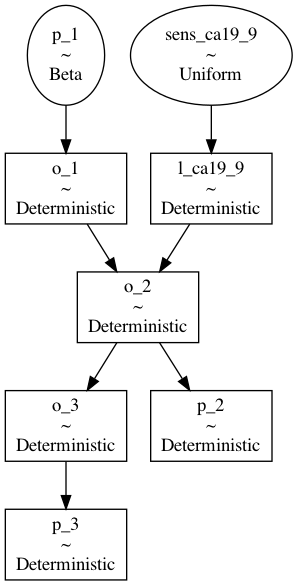 p_1
~
Beta
sens_ca19_9
~
Uniform
o_1
~
Deterministic
l_ca19_9
~
Deterministic
o_2
~
Deterministic
o_3
~
Deterministic
p_2
~
Deterministic
p_3
~
Deterministic